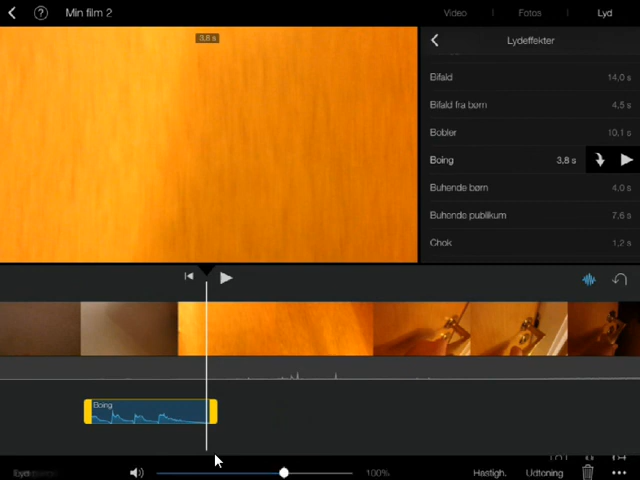 Min film 2
Video
Fotos
Lyd
3,8 s
Lydeffekter
Bifald 14,0 s
Bifald fra børn 4,5 s
Bobler 10,1 s
Boing 3,8 s
Buhende børn 4,0 s
Buhende publikum 7,6 s
Chok 1,2 s
Boing
100%
Hastigh.
Udtoning